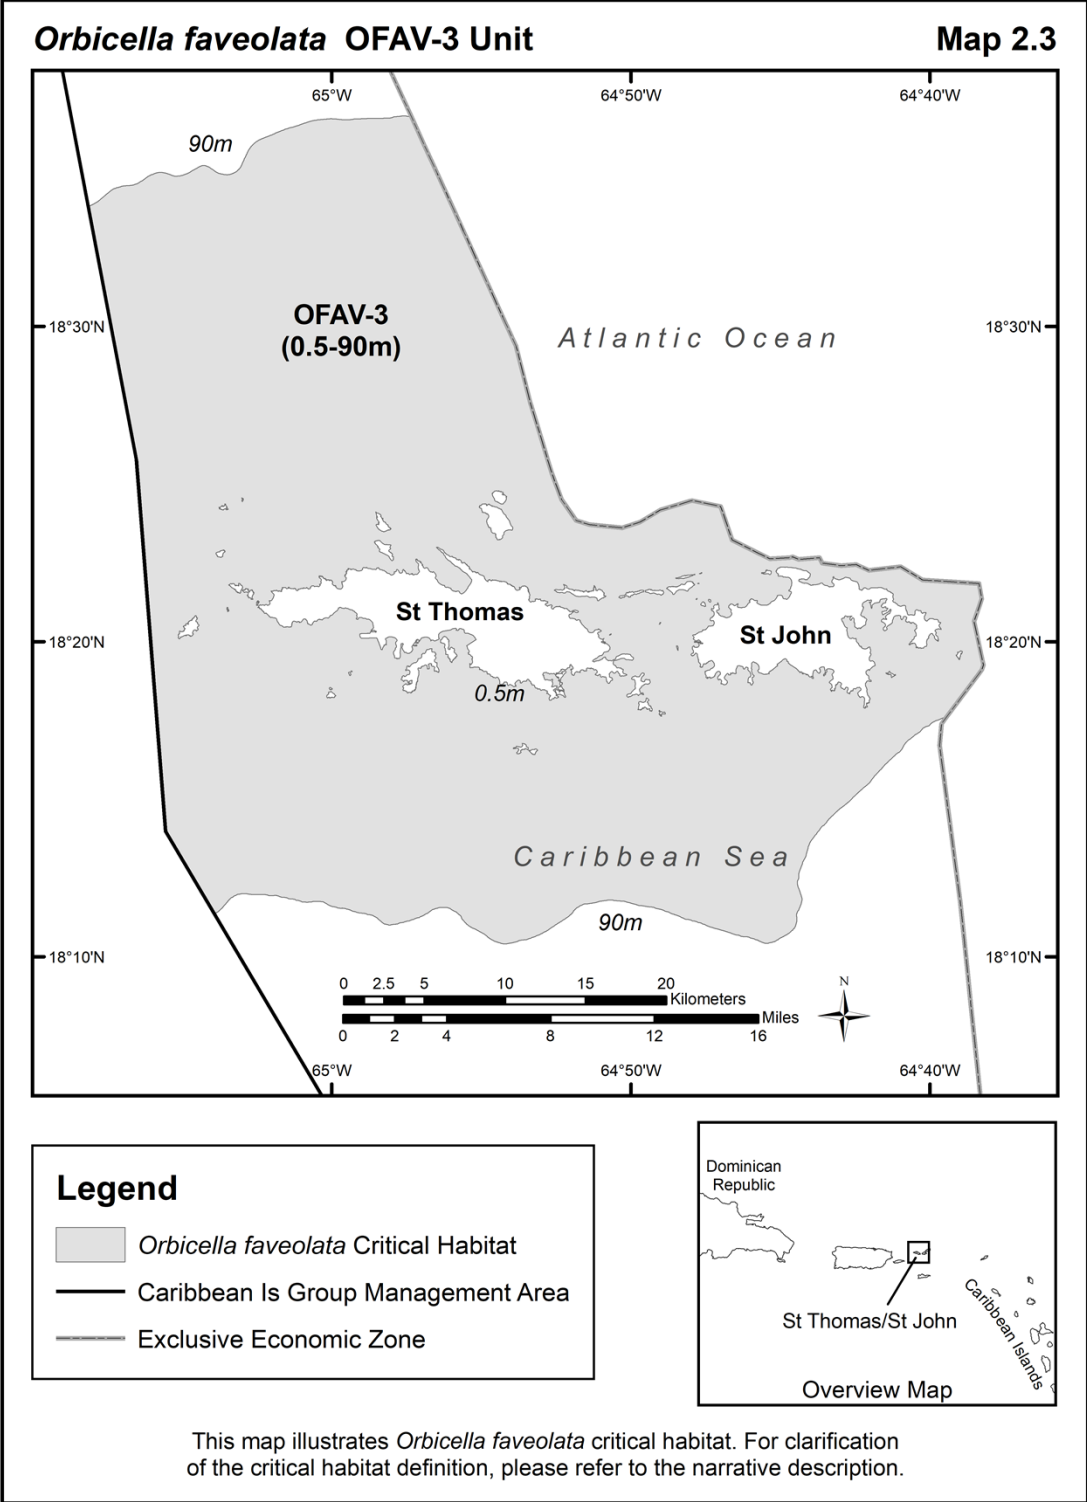 Orbicella faveolata OFAV-3 Unit
Map 2.3
65°W
64°50'W
64°40'W
90m
OFAV-3
(0.5-90m)
18°30'N
Atlantic Ocean
18°30'N
St Thomas
St John
18°20'N
18°20'N
0.5m
Caribbean Sea
90m
18°10'N
18°10'N
0 2.5 5 10 15 20
Kilometers
Miles
0 2 4 8 12 16
N
65°W
64°50'W
64°40'W
Legend
Orbicella faveolata Critical Habitat
Caribbean Is Group Management Area
Exclusive Economic Zone
Dominican
Republic
St Thomas/St John
Caribbean Islands
Overview Map
This map illustrates Orbicella faveolata critical habitat. For clarification
of the critical habitat definition, please refer to the narrative description.